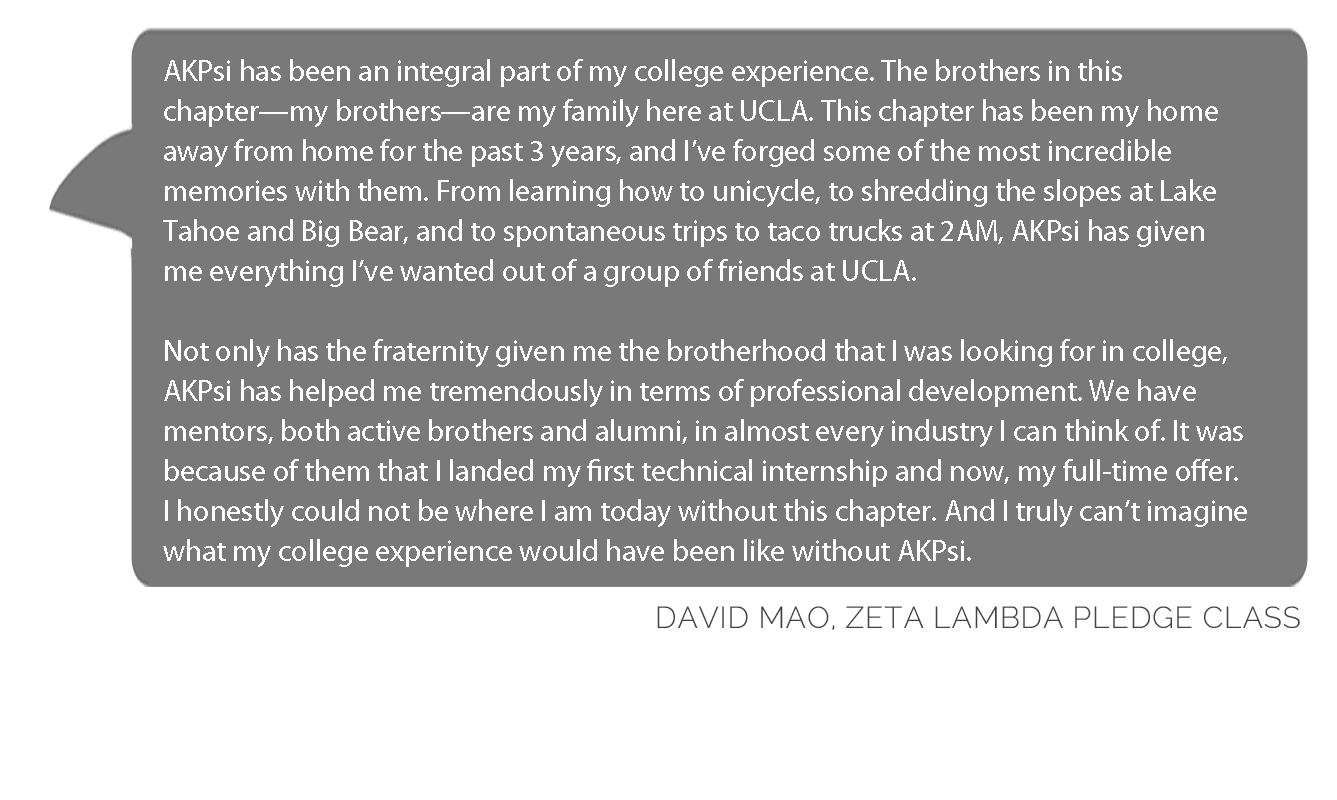 AKPsi has been an integral part of my college experience. The brothers in this
chapter—my brothers—are my family here at UCLA. This chapter has been my home
away from home for the past 3 years, and I’ve forged some of the most incredible
memories with them. From learning how to unicycle, to shredding the slopes at Lake
Tahoe and Big Bear, and to spontaneous trips to taco trucks at 2AM, AKPsi has given
me everything I’ve wanted out of a group of friends at UCLA.
Not only has the fraternity given me the brotherhood that I was looking for in college,
AKPsi has helped me tremendously in terms of professional development. We have
mentors, both active brothers and alumni, in almost every industry I can think of. It was
because of them that I landed my first technical internship and now, my full-time offer.
I honestly could not be where I am today without this chapter. And I truly can’t imagine
what my college experience would have been like without AKPsi.
DAVID MAO, ZETA LAMBDA PLEDGE CLASS